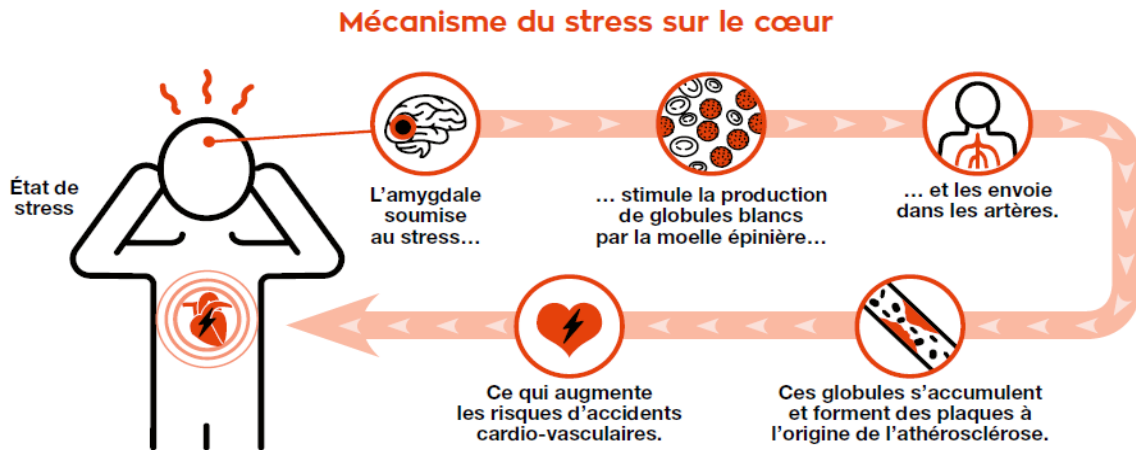 Mécanisme du stress sur le cœur
État de
stress
L'amygdale
soumise
au stress…
… stimule la production
de globules blancs
par la moelle épinière…
… et les envoie
dans les artères.
Ces globules s'accumulent
et forment des plaques à
l'origine de l'athérosclérose.
Ce qui augmente
les risques d'accidents
cardio-vasculaires.